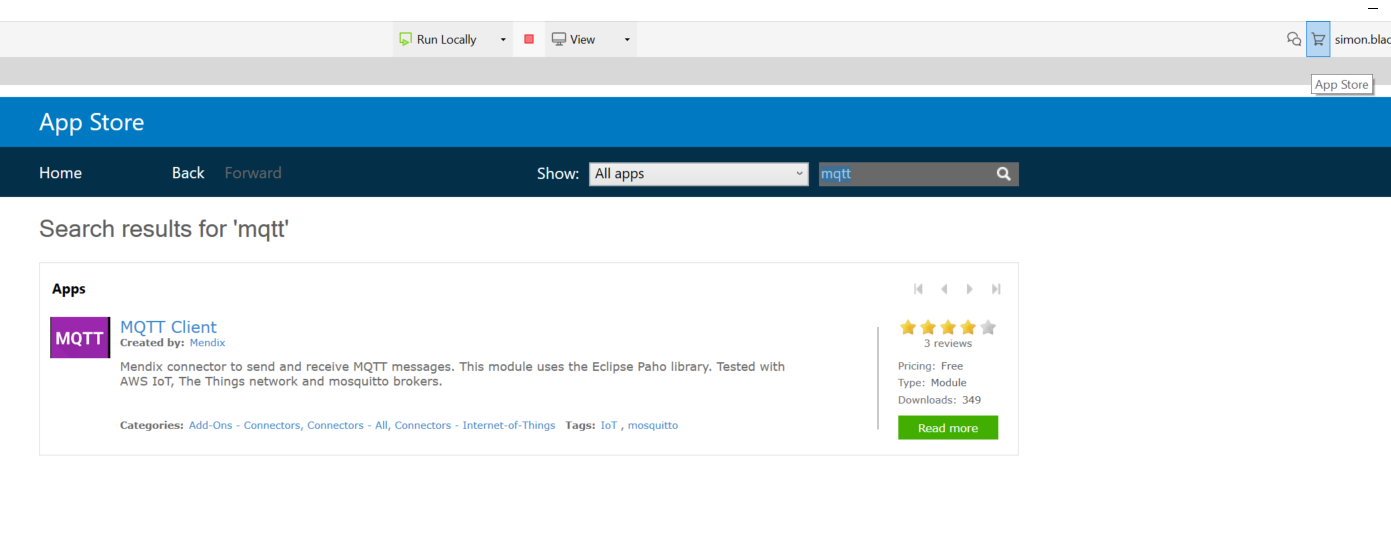 Run Locally View simon.blac
App Store
App Store
Home Back Forward Show: All apps mqtt
Search results for 'mqtt'
Apps
MQTT
MQTT Client
Created by: Mendix
Mendix connector to send and receive MQTT messages. This module uses the Eclipse Paho library. Tested with
AWS IoT, The Things network and mosquitto brokers.
Categories: Add-Ons - Connectors, Connectors - All, Connectors - Internet-of-Things Tags: IoT , mosquitto
3 reviews
Pricing: Free
Type: Module
Downloads: 349
Read more